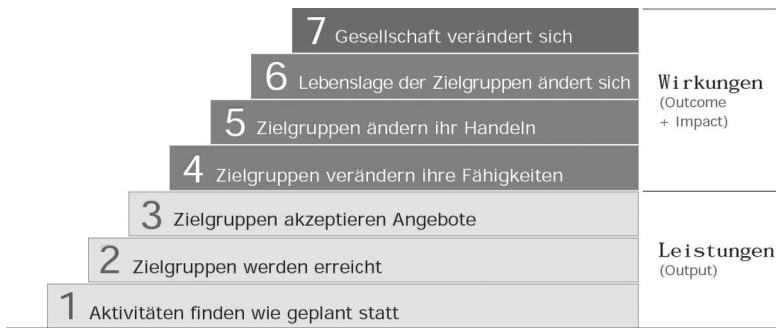 7 Gesellschaft verändert sich
6 Lebenslage der Zielgruppen ändert sich
5 Zielgruppen ändern ihr Handeln
4 Zielgruppen verändern ihre Fähigkeiten
3 Zielgruppen akzeptieren Angebote
2 Zielgruppen werden erreicht
1 Aktivitäten finden wie geplant statt
Wirkungen
(Outcome
+ Impact)
Leistungen
(Output)